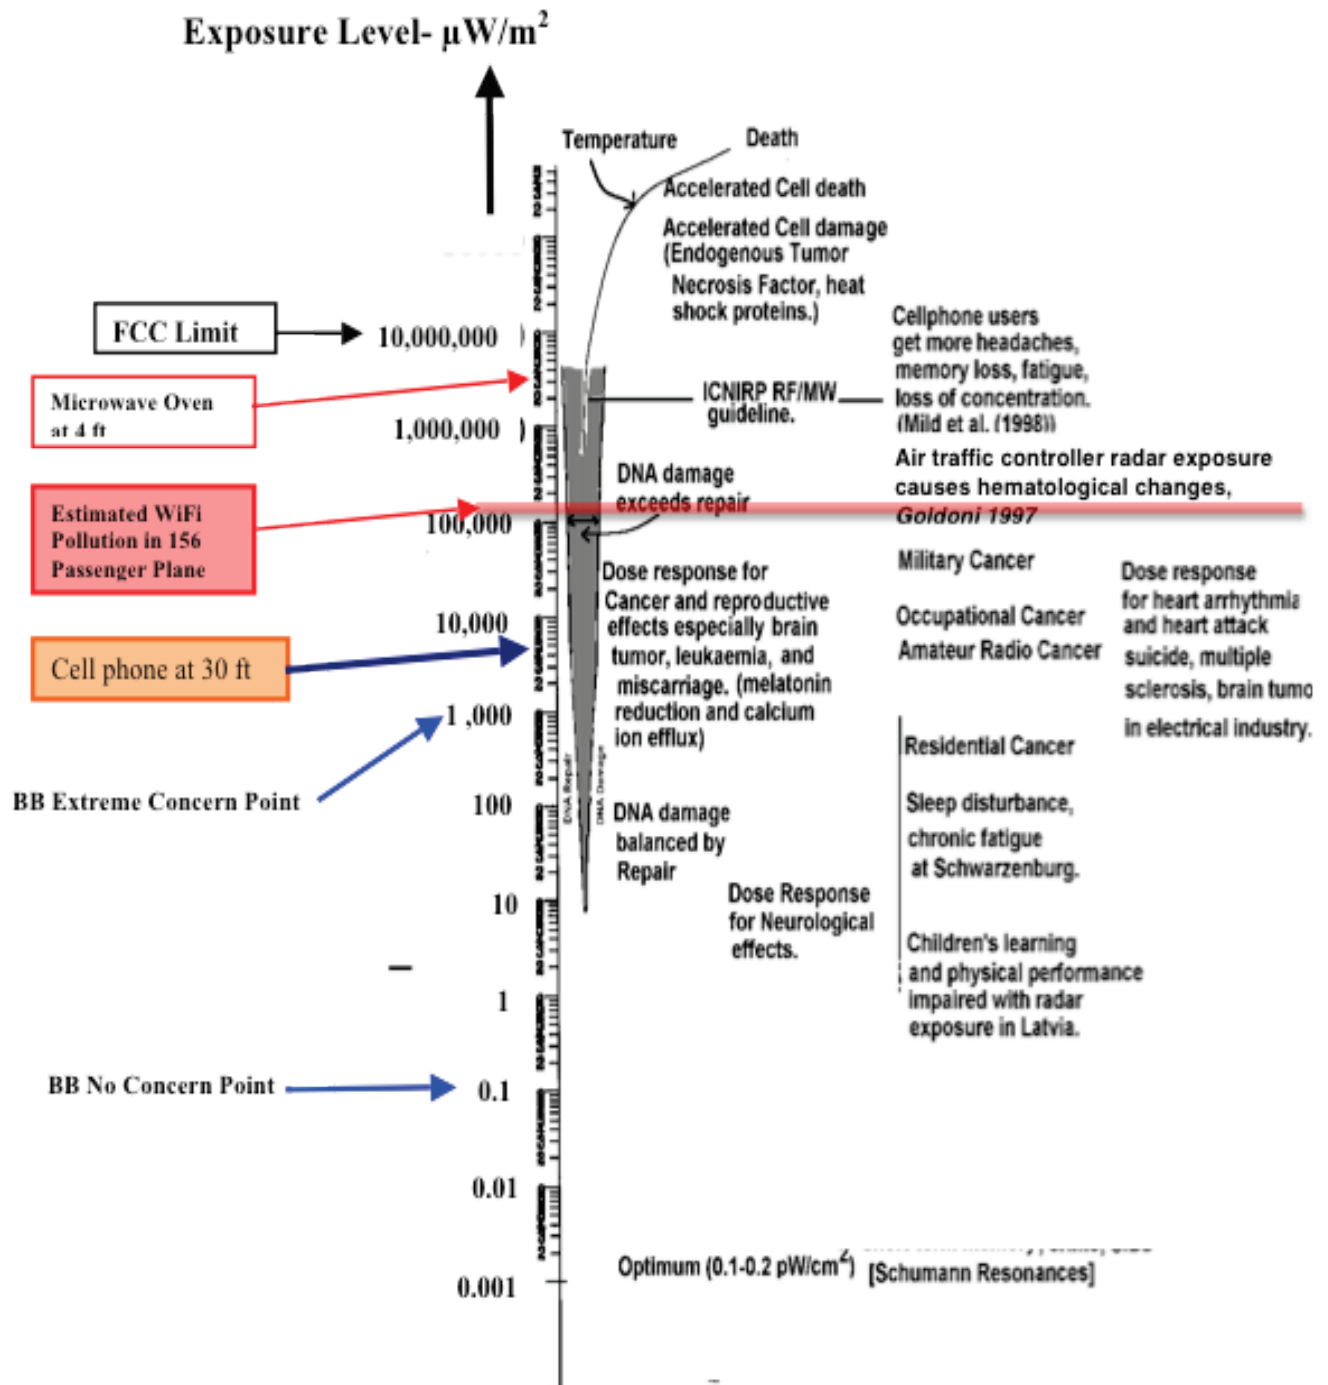 Exposure Level- µW/m²
Temperature
Death
Accelerated Cell death
Accelerated Cell damage
(Endogenous Tumor
Necrosis Factor, heat
shock proteins.)
FCC Limit
10,000,000
)
Cellphone users
get more headaches,
memory loss, fatigue,
loss of concentration.
(Mild et al. (1998))
Microwave Oven
at 4 ft
ICNIRP RF/MW
guideline.
1,000,000
)
Air traffic controller radar exposure
causes hematological changes,
Goldoni 1997
DNA damage
exceeds repair
Estimated WiFi
Pollution in 156
Passenger Plane
100,000
Military Cancer
Occupational Cancer
Amateur Radio Cancer
Dose response
for heart arrhythmia
and heart attack
suicide, multiple
sclerosis, brain tumo
in electrical industry.
Dose response for
Cancer and reproductive
effects especially brain
tumor, leukaemia, and
miscarriage. (melatonin
reduction and calcium
ion efflux)
10,000
Cell phone at 30 ft
1,000
BB Extreme Concern Point
Residential Cancer
Sleep disturbance,
chronic fatigue
at Schwarzenburg.
DNA Repair
DNA Damage
100
DNA damage
balanced by
Repair
10
Dose Response
for Neurological
effects.
Children's learning
and physical performance
impaired with radar
exposure in Latvia.
1
BB No Concern Point
0.1
0.01
Optimum (0.1-0.2 pW/cm²)
[Schumann Resonances]
0.001